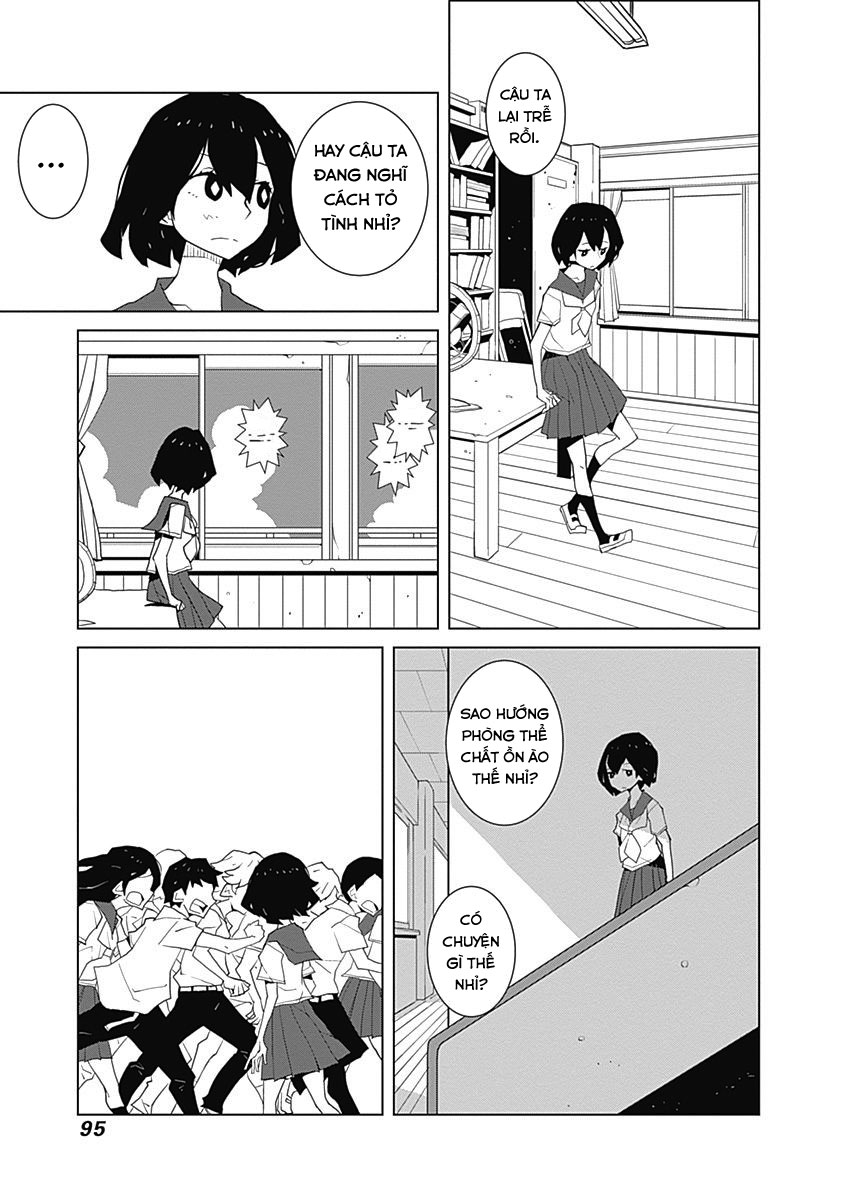 CẬU TA
LẠI TRỄ
RỒI.
HAY CẬU TA
ĐANG NGHĨ
CÁCH TỎ
TÌNH NHỈ?
...
SAO HƯỚNG
PHÒNG THỂ
CHẤT ỒN ÀO
THẾ NHỈ?
CÓ
CHUYỆN
GÌ THẾ
NHỈ?
95